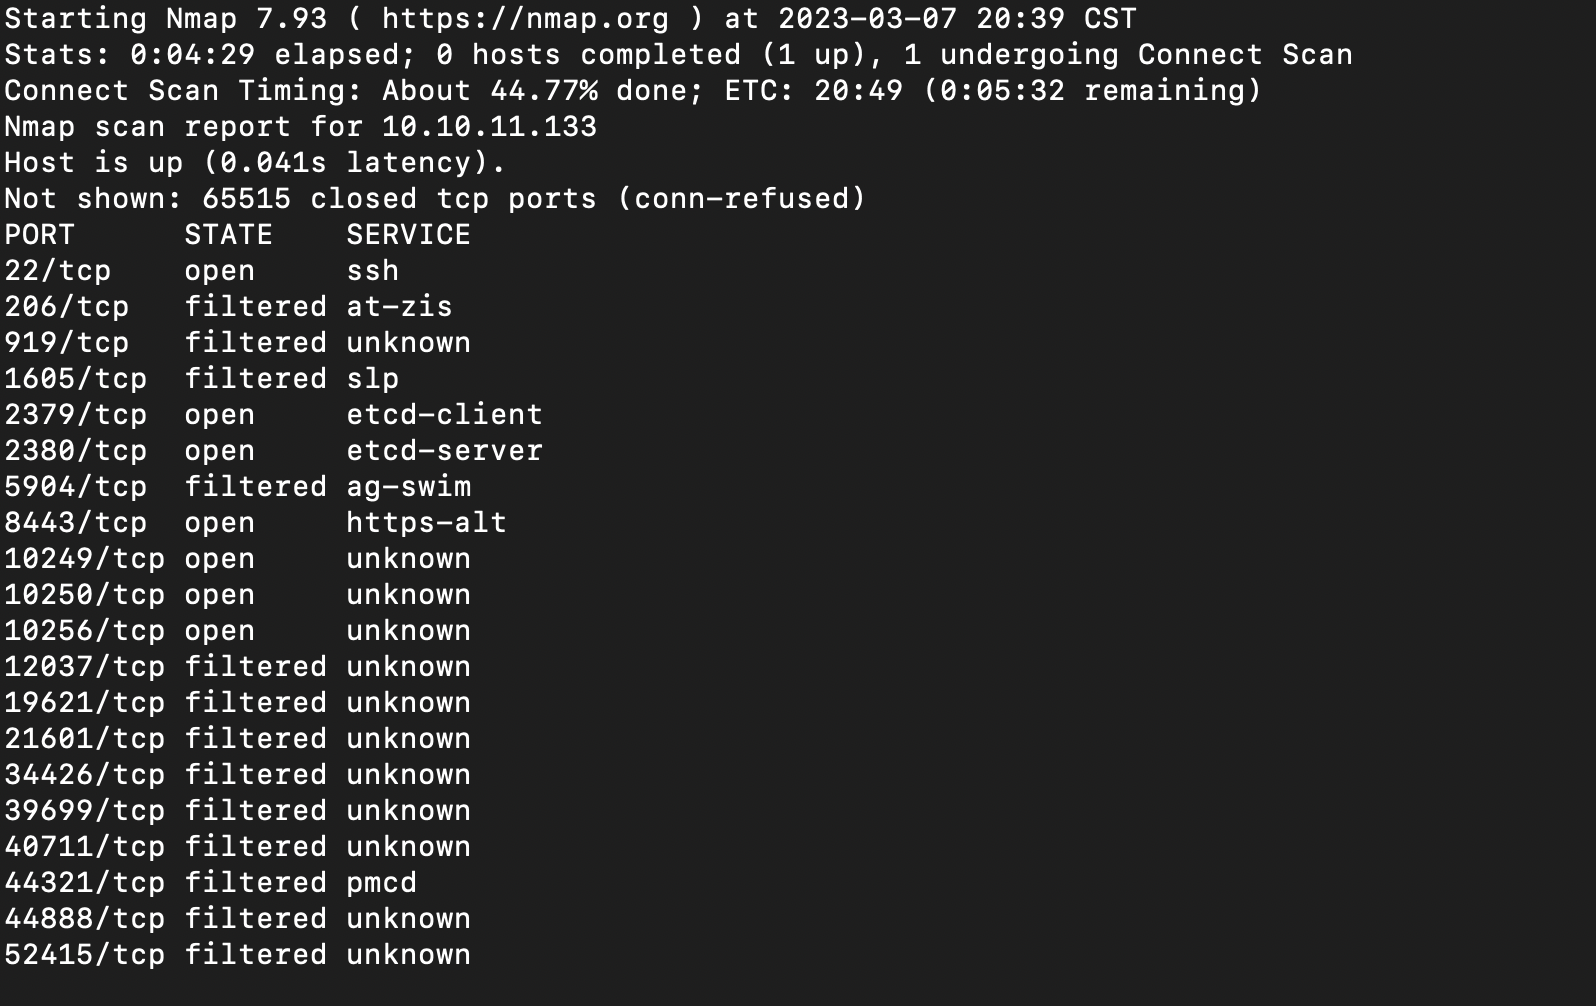 Starting Nmap 7.93 ( https://nmap.org ) at 2023-03-07 20:39 CST
Stats: 0:04:29 elapsed; 0 hosts completed (1 up), 1 undergoing Connect Scan
Connect Scan Timing: About 44.77% done; ETC: 20:49 (0:05:32 remaining)
Nmap scan report for 10.10.11.133
Host is up (0.041s latency).
Not shown: 65515 closed tcp ports (conn-refused)
PORT      STATE    SERVICE
22/tcp    open     ssh
206/tcp   filtered at-zis
919/tcp   filtered unknown
1605/tcp  filtered slp
2379/tcp  open     etcd-client
2380/tcp  open     etcd-server
5904/tcp  filtered ag-swim
8443/tcp  open     https-alt
10249/tcp open     unknown
10250/tcp open     unknown
10256/tcp open     unknown
12037/tcp filtered unknown
19621/tcp filtered unknown
21601/tcp filtered unknown
34426/tcp filtered unknown
39699/tcp filtered unknown
40711/tcp filtered unknown
44321/tcp filtered pmcd
44888/tcp filtered unknown
52415/tcp filtered unknown